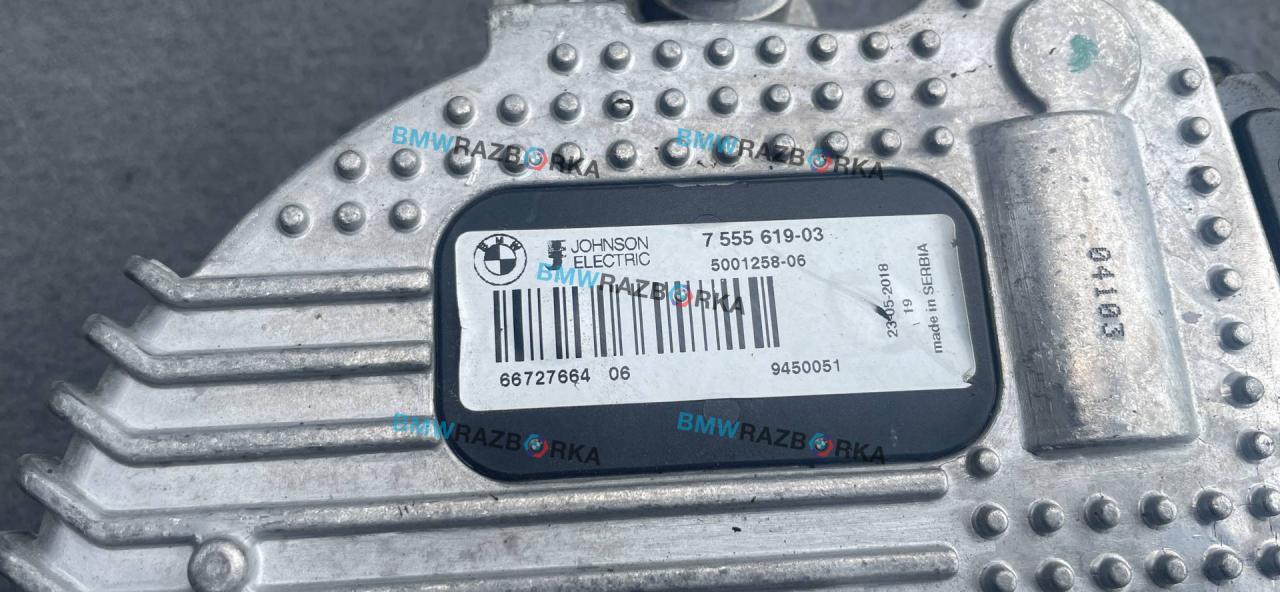 BMWRAZBORKA
BMWRAZBORKA
BMW
JOHNSON
ELECTRIC
7 555 619-03
5001258-06
BMWRAZBORKA
66727664 06
9450051
23-05-2018
19
made in SERBIA
04103
BMWRAZBORKA
BMWRAZBORKA